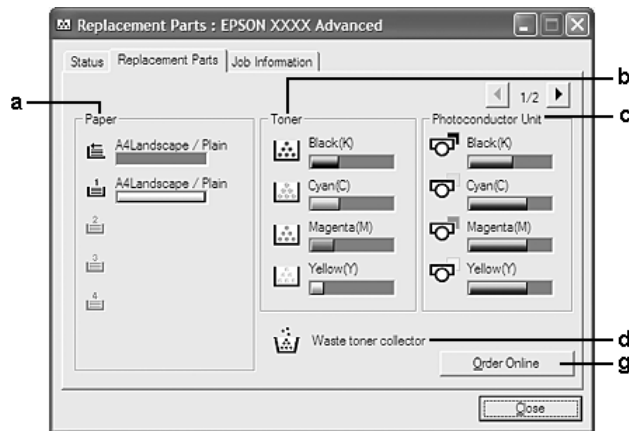 Replacement Parts : EPSON XXXX Advanced
Status Replacement Parts Job Information
1/2
a
b
c
Paper
Toner
Photoconductor Unit
A4Landscape / Plain
Black(K)
Black(K)
1
A4Landscape / Plain
Cyan(C)
Cyan(C)
2
Magenta(M)
Magenta(M)
3
Yellow(Y)
Yellow(Y)
4
Waste toner collector
d
Order Online
g
Close